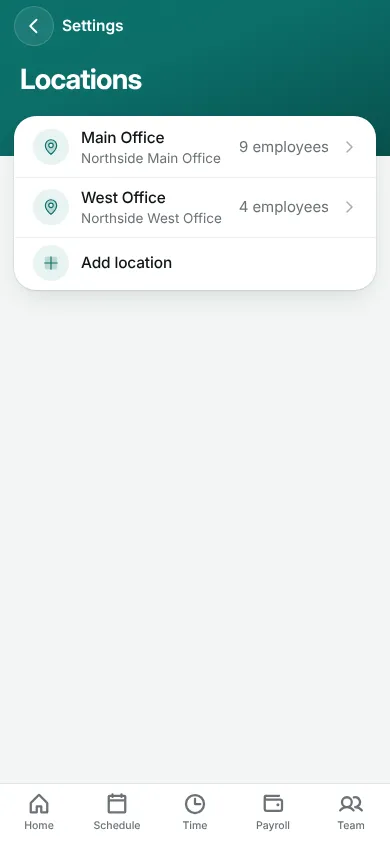 Settings
Locations
Main Office
Northside Main Office
9 employees
West Office
Northside West Office
4 employees
Add location
Home
Schedule
Time
Payroll
Team